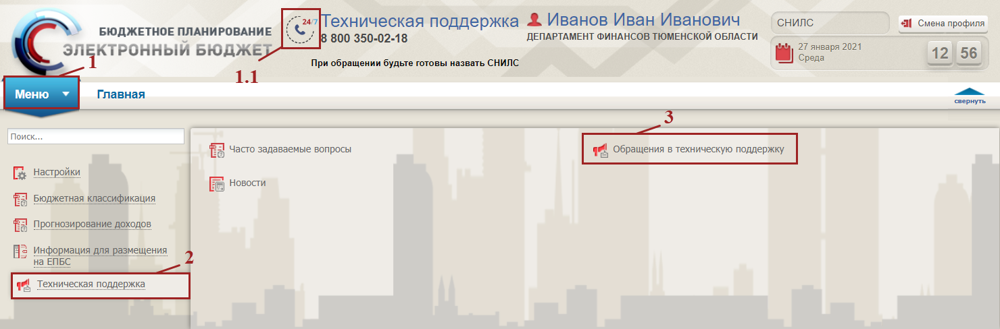 БЮДЖЕТНОЕ ПЛАНИРОВАНИЕ
ЭЛЕКТРОННЫЙ БЮДЖЕТ
24/7
Техническая поддержка
8 800 350-02-18
При обращении будьте готовы назвать СНИЛС
Иванов Иван Иванович
ДЕПАРТАМЕНТ ФИНАНСОВ ТЮМЕНСКОЙ ОБЛАСТИ
СНИЛС
Смена профиля
27 января 2021
Среда
12 56
1
1.1
Меню
Главная
свернуть
Поиск...
Настройки
Бюджетная классификация
Прогнозирование доходов
Информация для размещения
на ЕПБС
2
Техническая поддержка
Часто задаваемые вопросы
Новости
3
Обращения в техническую поддержку